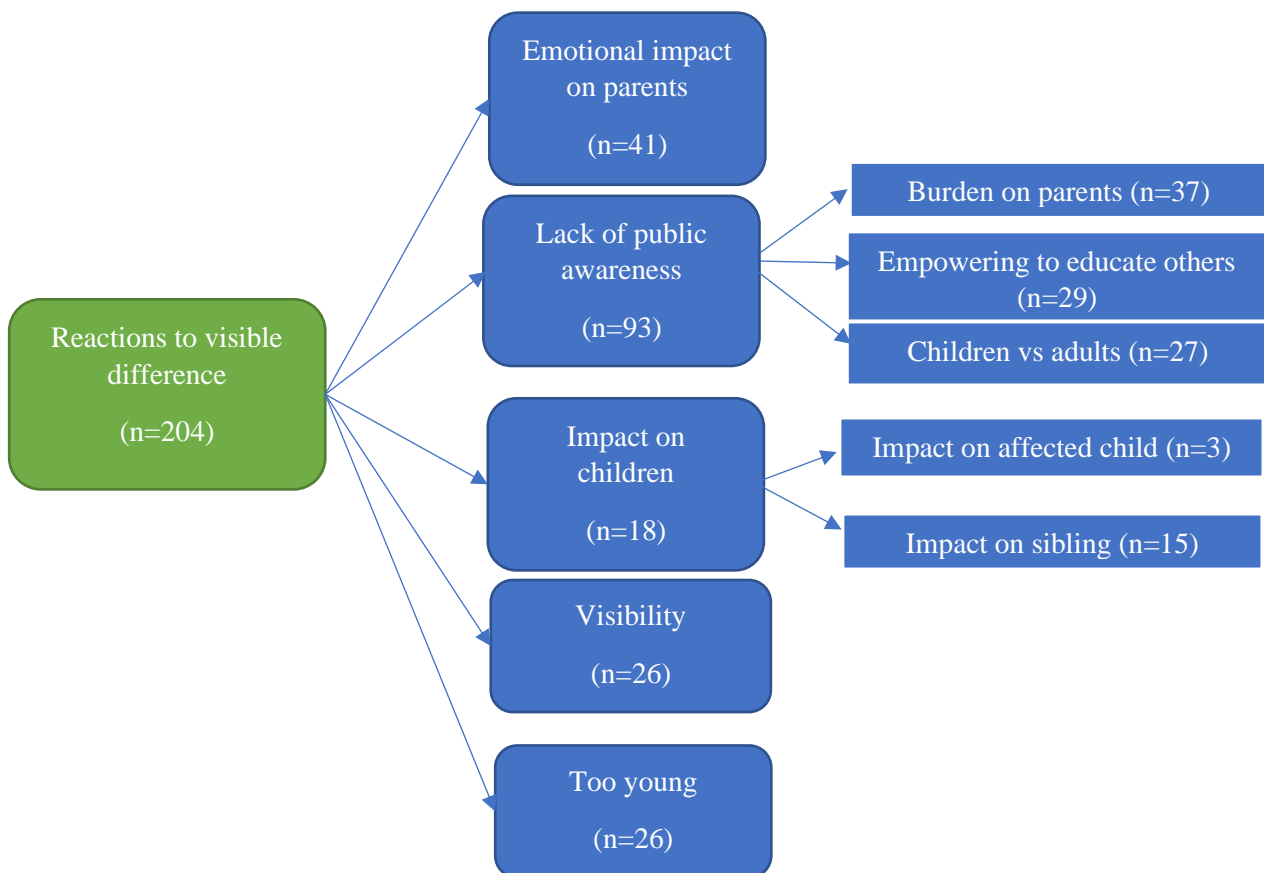 Reactions to visible
difference
(n=204)
Emotional impact
on parents
(n=41)
Lack of public
awareness
(n=93)
Burden on parents (n=37)
Empowering to educate others
(n=29)
Children vs adults (n=27)
Impact on
children
(n=18)
Impact on affected child (n=3)
Impact on sibling (n=15)
Visibility
(n=26)
Too young
(n=26)